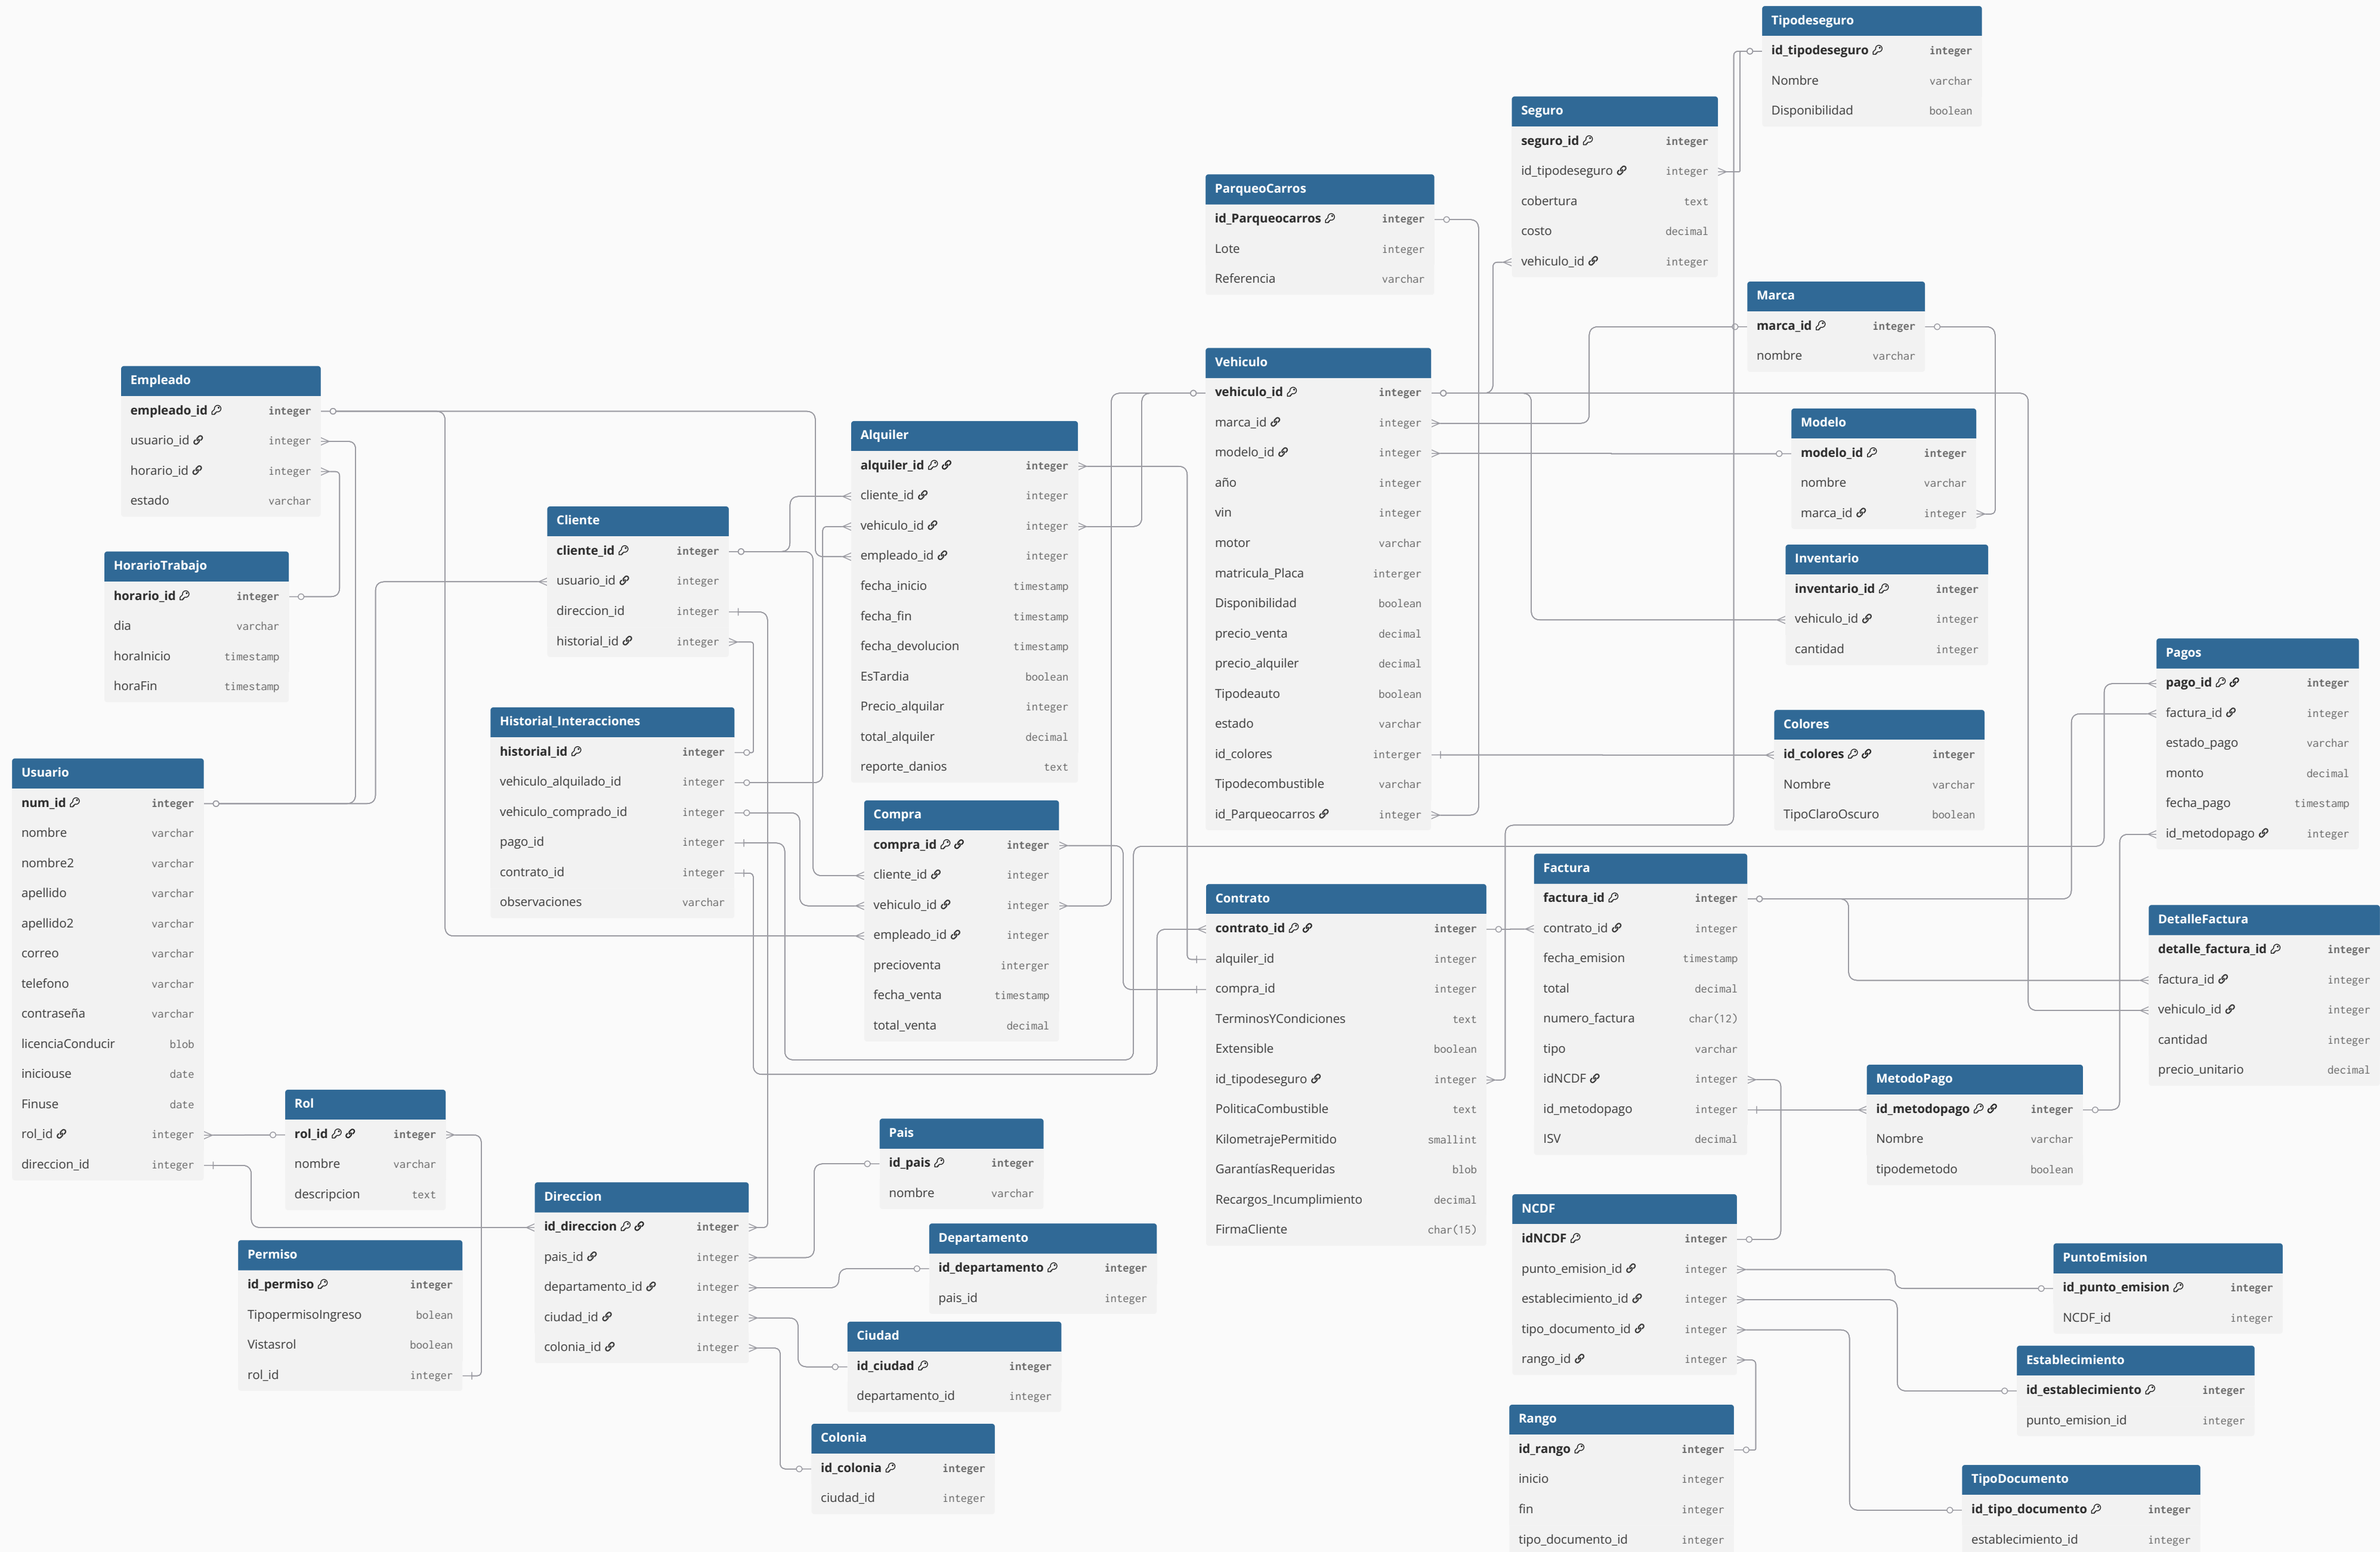 Tipodeseguro
id_tipodeseguro integer
Nombre varchar
Disponibilidad boolean
Seguro
seguro_id integer
id_tipodeseguro integer
cobertura text
costo decimal
vehiculo_id integer
ParqueoCarros
id_Parqueocarros integer
Lote integer
Referencia varchar
Marca
marca_id integer
nombre varchar
Vehiculo
vehiculo_id integer
marca_id integer
modelo_id integer
año integer
vin integer
motor varchar
matricula_Placa interger
Disponibilidad boolean
precio_venta decimal
precio_alquiler decimal
Tipodeauto boolean
estado varchar
id_colores interger
Tipodecombustible varchar
id_Parqueocarros integer
Empleado
empleado_id integer
usuario_id integer
horario_id integer
estado varchar
Modelo
modelo_id integer
nombre varchar
marca_id integer
Alquiler
alquiler_id integer
cliente_id integer
vehiculo_id integer
empleado_id integer
fecha_inicio timestamp
fecha_fin timestamp
fecha_devolucion timestamp
EsTardia boolean
Precio_alquilar integer
total_alquiler decimal
reporte_danios text
Cliente
cliente_id integer
usuario_id integer
direccion_id integer
historial_id integer
HorarioTrabajo
horario_id integer
dia varchar
horaInicio timestamp
horaFin timestamp
Inventario
inventario_id integer
vehiculo_id integer
cantidad integer
Pagos
pago_id integer
factura_id integer
estado_pago varchar
monto decimal
fecha_pago timestamp
id_metodopago integer
Historial_Interacciones
historial_id integer
vehiculo_alquilado_id integer
vehiculo_comprado_id integer
pago_id integer
contrato_id integer
observaciones varchar
Colores
id_colores integer
Nombre varchar
TipoClaroOscuro boolean
Usuario
num_id integer
nombre varchar
nombre2 varchar
apellido varchar
apellido2 varchar
correo varchar
telefono varchar
contraseña varchar
licenciaConducir blob
iniciouse date
Finuse date
rol_id integer
direccion_id integer
Compra
compra_id integer
cliente_id integer
vehiculo_id integer
empleado_id integer
precioventa interger
fecha_venta timestamp
total_venta decimal
Factura
factura_id integer
contrato_id integer
fecha_emision timestamp
total decimal
numero_factura char(12)
tipo varchar
idNCDF integer
id_metodopago integer
ISV decimal
Contrato
contrato_id integer
alquiler_id integer
compra_id integer
TerminosYCondiciones text
Extensible boolean
id_tipodeseguro integer
PoliticaCombustible text
KilometrajePermitido smallint
GarantíasRequeridas blob
Recargos_Incumplimiento decimal
FirmaCliente char(15)
DetalleFactura
detalle_factura_id integer
factura_id integer
vehiculo_id integer
cantidad integer
precio_unitario decimal
MetodoPago
id_metodopago integer
Nombre varchar
tipodemetodo boolean
Rol
rol_id integer
nombre varchar
descripcion text
Pais
id_pais integer
nombre varchar
Direccion
id_direccion integer
pais_id integer
departamento_id integer
ciudad_id integer
colonia_id integer
NCDF
idNCDF integer
punto_emision_id integer
establecimiento_id integer
tipo_documento_id integer
rango_id integer
Departamento
id_departamento integer
pais_id integer
Permiso
id_permiso integer
TipopermisoIngreso bolean
Vistasrol boolean
rol_id integer
PuntoEmision
id_punto_emision integer
NCDF_id integer
Ciudad
id_ciudad integer
departamento_id integer
Establecimiento
id_establecimiento integer
punto_emision_id integer
Rango
id_rango integer
inicio integer
fin integer
tipo_documento_id integer
Colonia
id_colonia integer
ciudad_id integer
TipoDocumento
id_tipo_documento integer
establecimiento_id integer